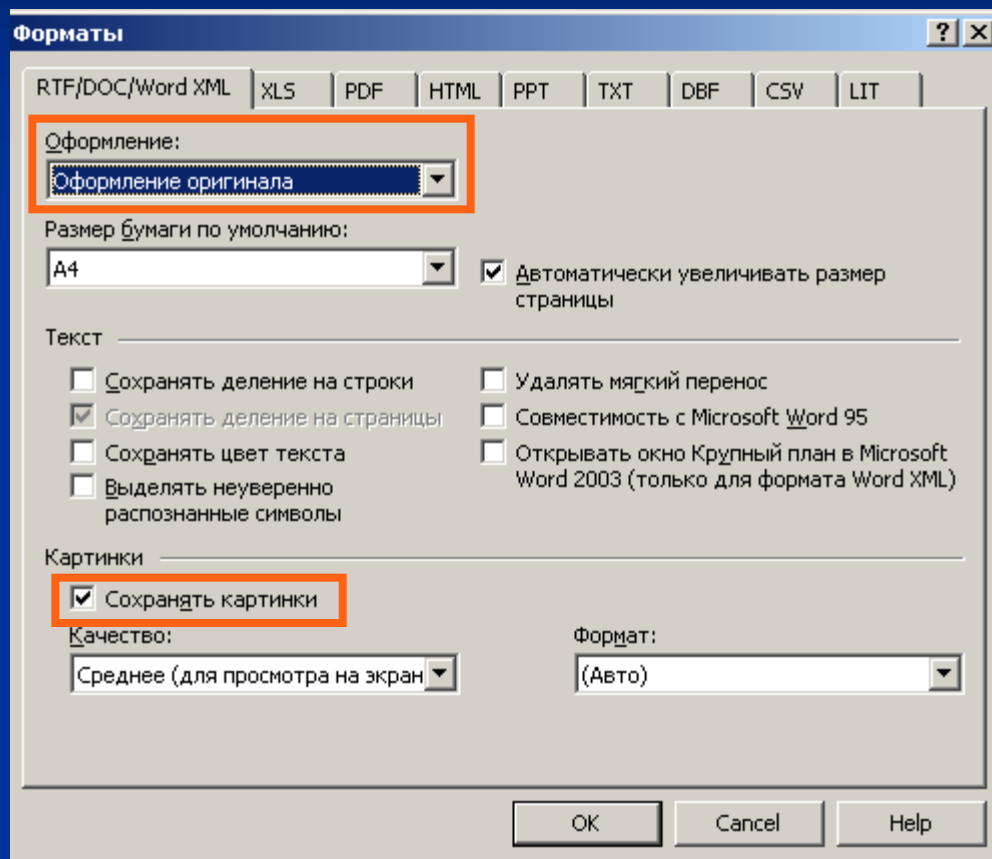 Форматы
RTF/DOC/Word XML XLS PDF HTML PPT TXT DBF CSV LIT
Оформление:
Оформление оригинала
Размер бумаги по умолчанию:
A4
Автоматически увеличивать размер
страницы
Текст
Сохранять деление на строки
Удалять мягкий перенос
Сохранять деление на страницы
Совместимость с Microsoft Word 95
Сохранять цвет текста
Открывать окно Крупный план в Microsoft
Word 2003 (только для формата Word XML)
Выделять неуверенно
распознанные символы
Картинки
Сохранять картинки
Качество:
Формат:
Среднее (для просмотра на экран
(Авто)
OK Cancel Help